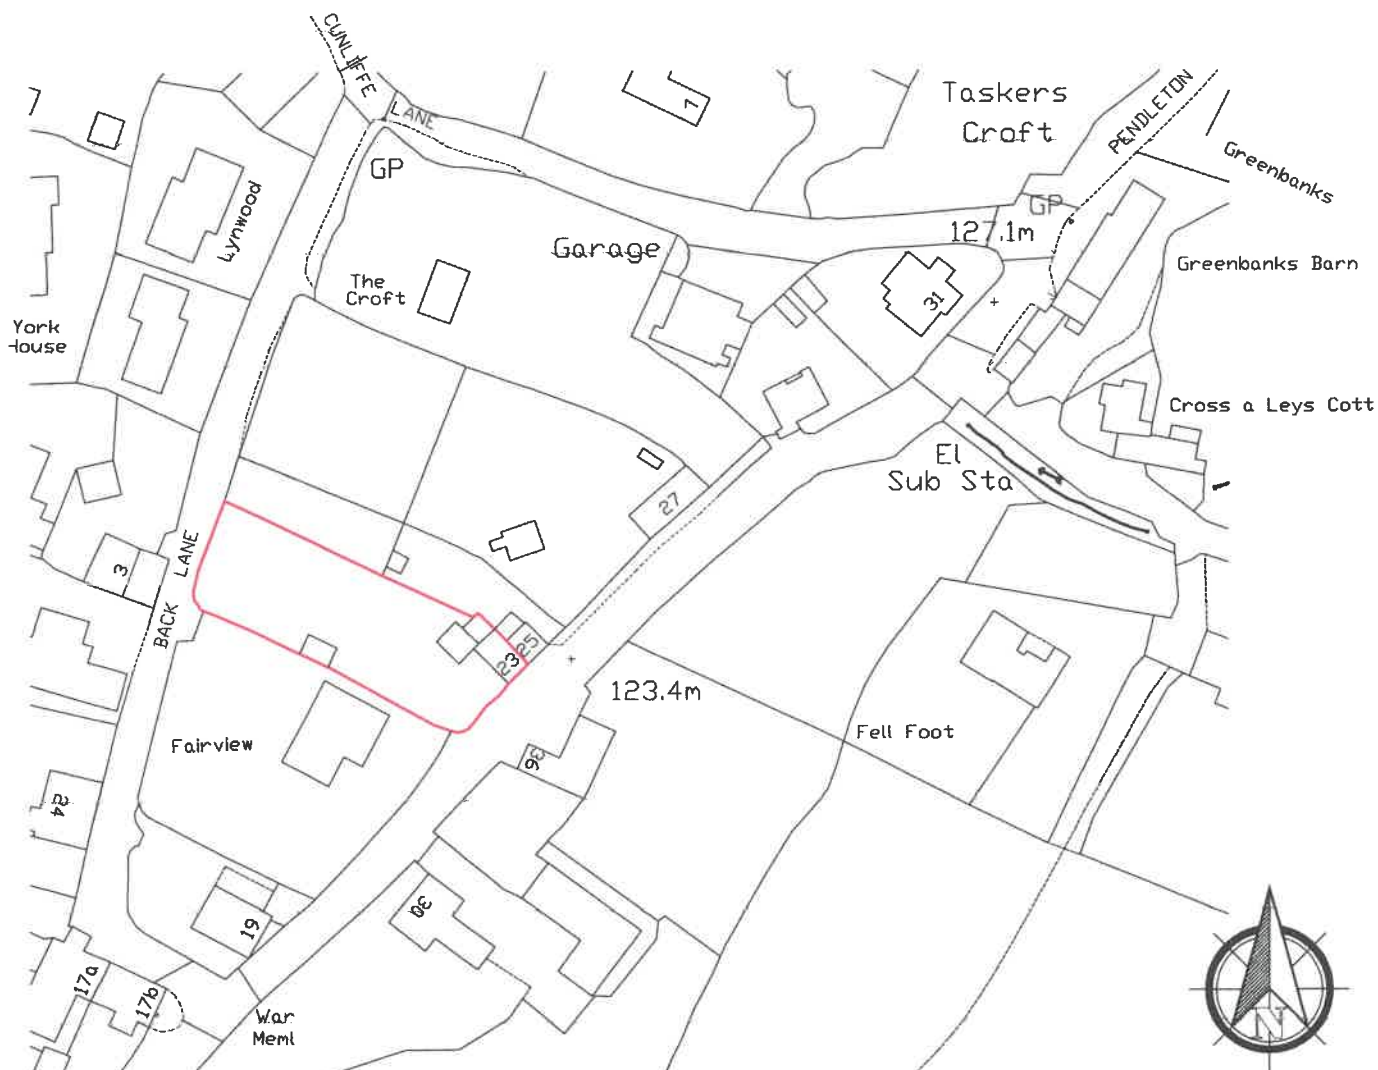 CUNLIFFE
LANE
GP
Taskers
Croft
PENDLETON
Greenbanks
1
GP
127.1m
Greenbanks Barn
Lynwood
The
Croft
Garage
31
York
House
Cross a Leys Cott
El
Sub Sta
27
3
BACK LANE
23
25
123.4m
Fairview
36
Fell Foot
24
30
19
17a
17b
War
Meml
N